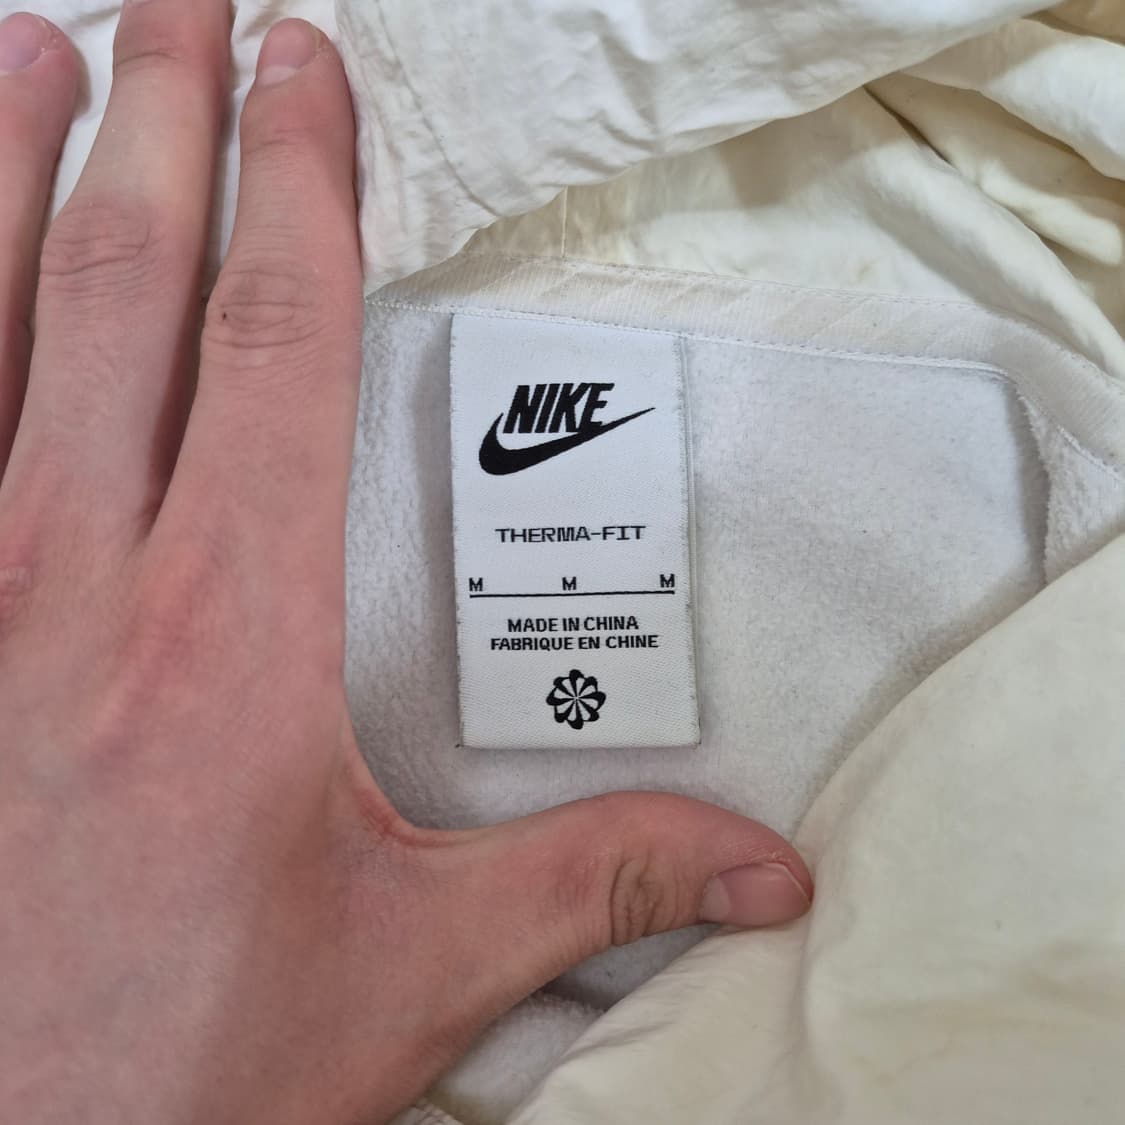 NIKE
THERMA-FIT
M M M
MADE IN CHINA
FABRIQUE EN CHINE